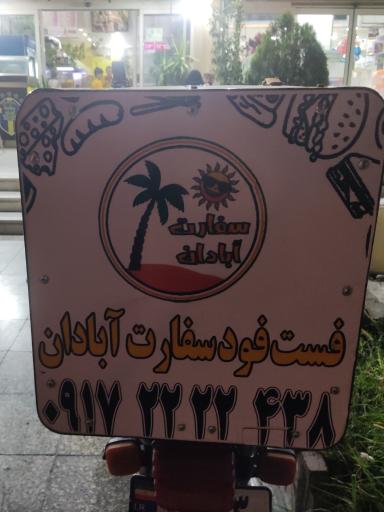 سفارت
آبادان
فست فود سفارت آبادان
۰۹۱۷ ۲۲ ۲۲ ۴۳۸